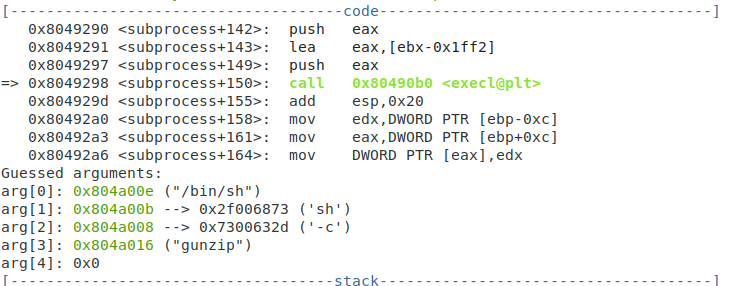 [-------------------------------------code-------------------------------------]
0x8049290 <subprocess+142>: push eax
0x8049291 <subprocess+143>: lea eax,[ebx-0x1ff2]
0x8049297 <subprocess+149>: push eax
=> 0x8049298 <subprocess+150>: call 0x80490b0 <execl@plt>
0x804929d <subprocess+155>: add esp,0x20
0x80492a0 <subprocess+158>: mov edx,DWORD PTR [ebp-0xc]
0x80492a3 <subprocess+161>: mov eax,DWORD PTR [ebp+0xc]
0x80492a6 <subprocess+164>: mov DWORD PTR [eax],edx
Guessed arguments:
arg[0]: 0x804a00e ("/bin/sh")
arg[1]: 0x804a00b --> 0x2f006873 ('sh')
arg[2]: 0x804a008 --> 0x7300632d ('-c')
arg[3]: 0x804a016 ("gunzip")
arg[4]: 0x0
[------------------------------------stack-------------------------------------]